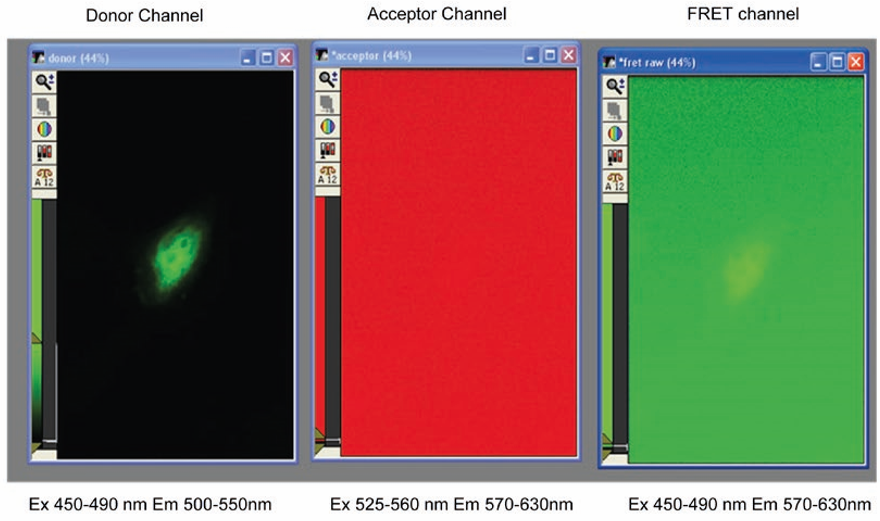 Donor Channel
Acceptor Channel
FRET channel
donor (44%)
*acceptor (44%)
*fret raw (44%)
A 12
A 12
A 12
Ex 450-490 nm Em 500-550nm
Ex 525-560 nm Em 570-630nm
Ex 450-490 nm Em 570-630nm